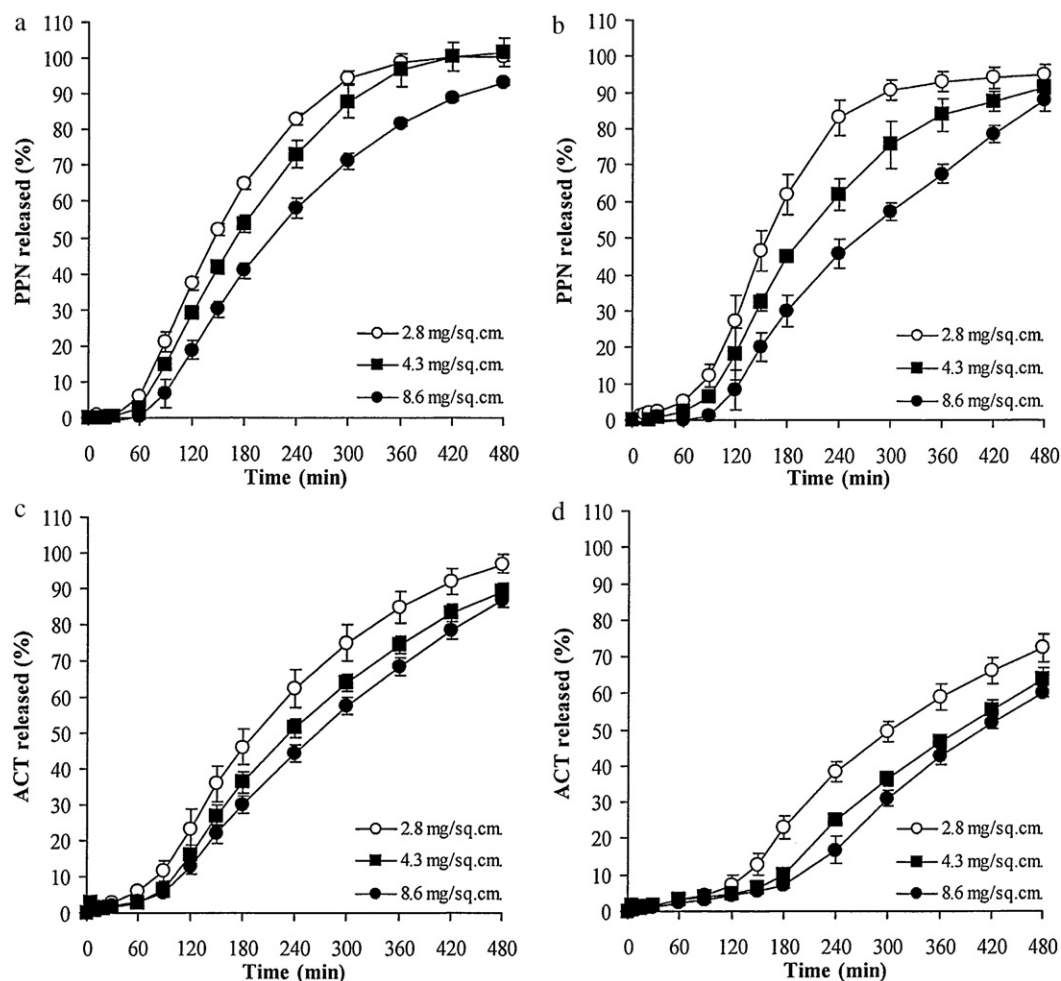 a
110
100
90
80
70
60
50
40
30
20
10
0
PPN released (%)
2.8 mg/sq.cm.
4.3 mg/sq.cm.
8.6 mg/sq.cm.
0 60 120 180 240 300 360 420 480
Time (min)
b
110
100
90
80
70
60
50
40
30
20
10
0
PPN released (%)
2.8 mg/sq.cm.
4.3 mg/sq.cm.
8.6 mg/sq.cm.
0 60 120 180 240 300 360 420 480
Time (min)
c
110
100
90
80
70
60
50
40
30
20
10
0
ACT released (%)
2.8 mg/sq.cm.
4.3 mg/sq.cm.
8.6 mg/sq.cm.
0 60 120 180 240 300 360 420 480
Time (min)
d
110
100
90
80
70
60
50
40
30
20
10
0
ACT released (%)
2.8 mg/sq.cm.
4.3 mg/sq.cm.
8.6 mg/sq.cm.
0 60 120 180 240 300 360 420 480
Time (min)